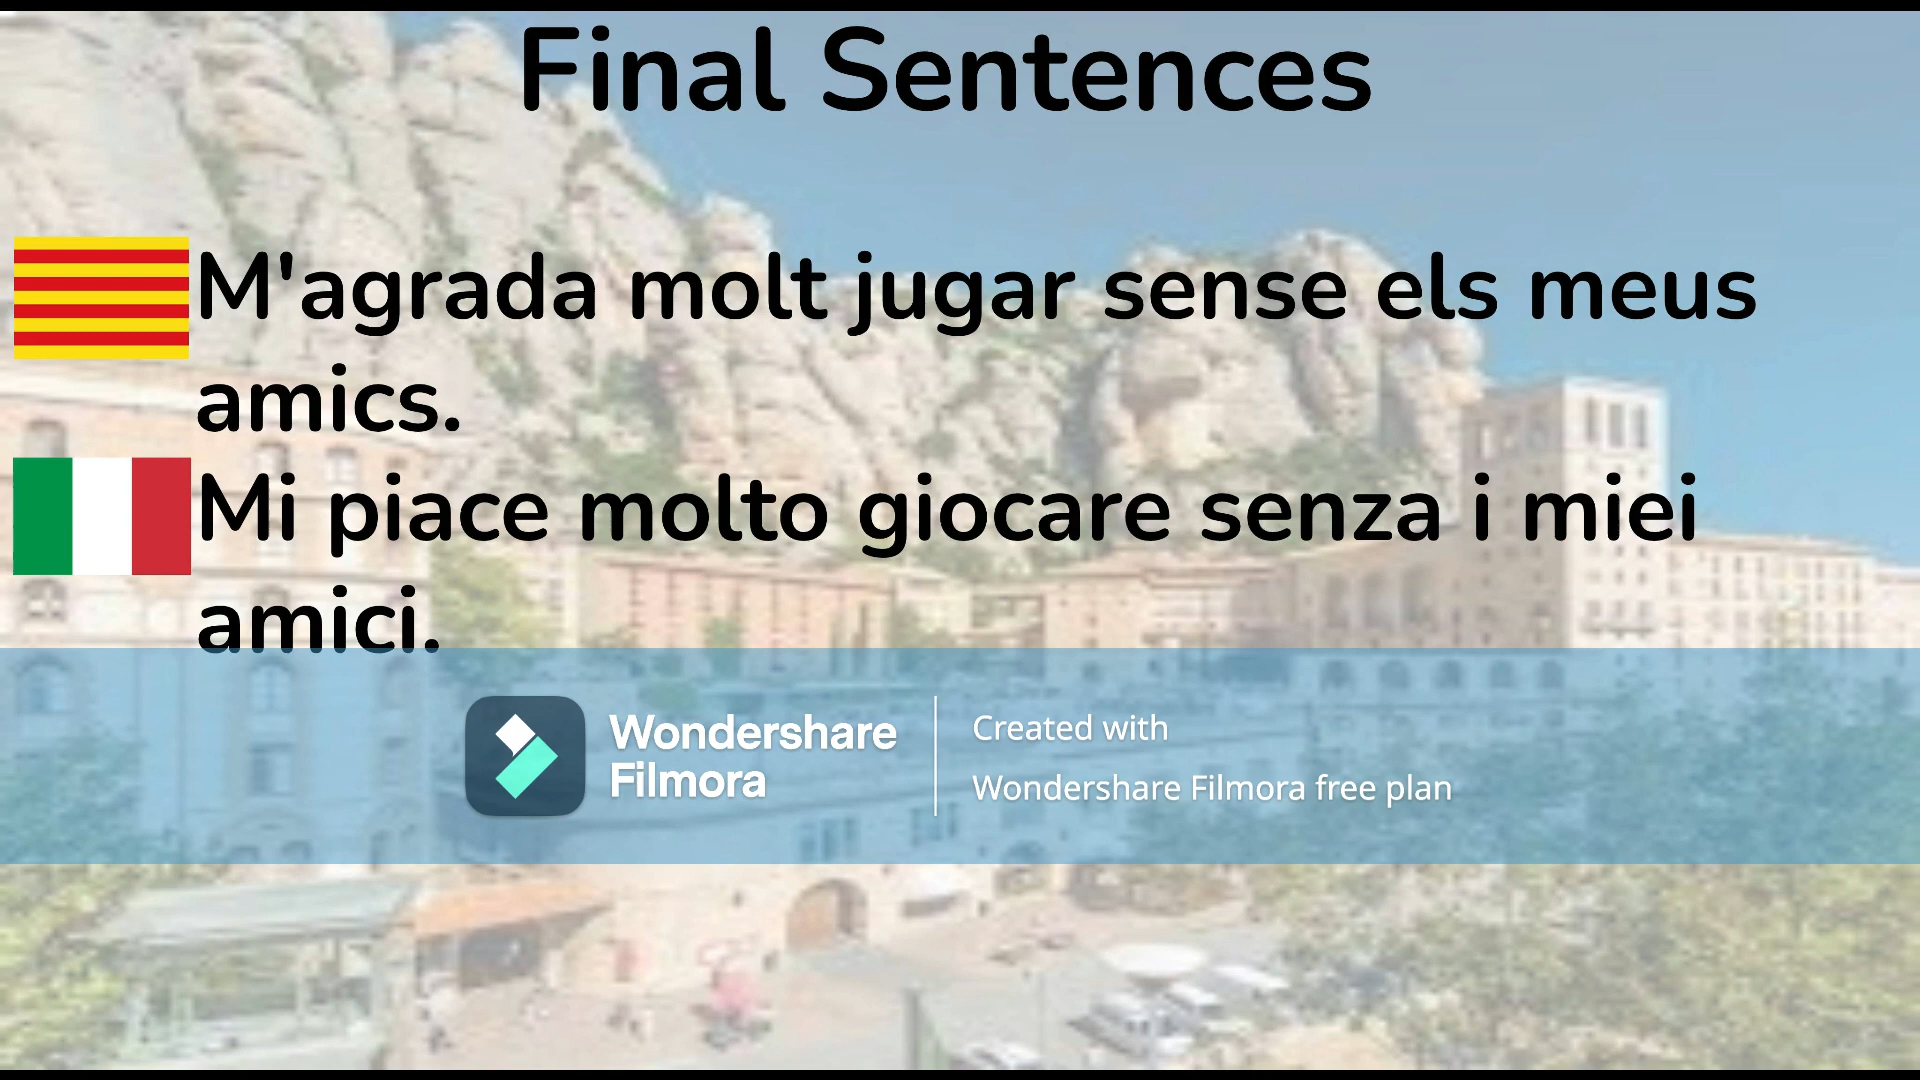 Final Sentences
M'agrada molt jugar sense els meus
amics.
Mi piace molto giocare senza i miei
amici.
Wondershare
Filmora
Created with
Wondershare Filmora free plan